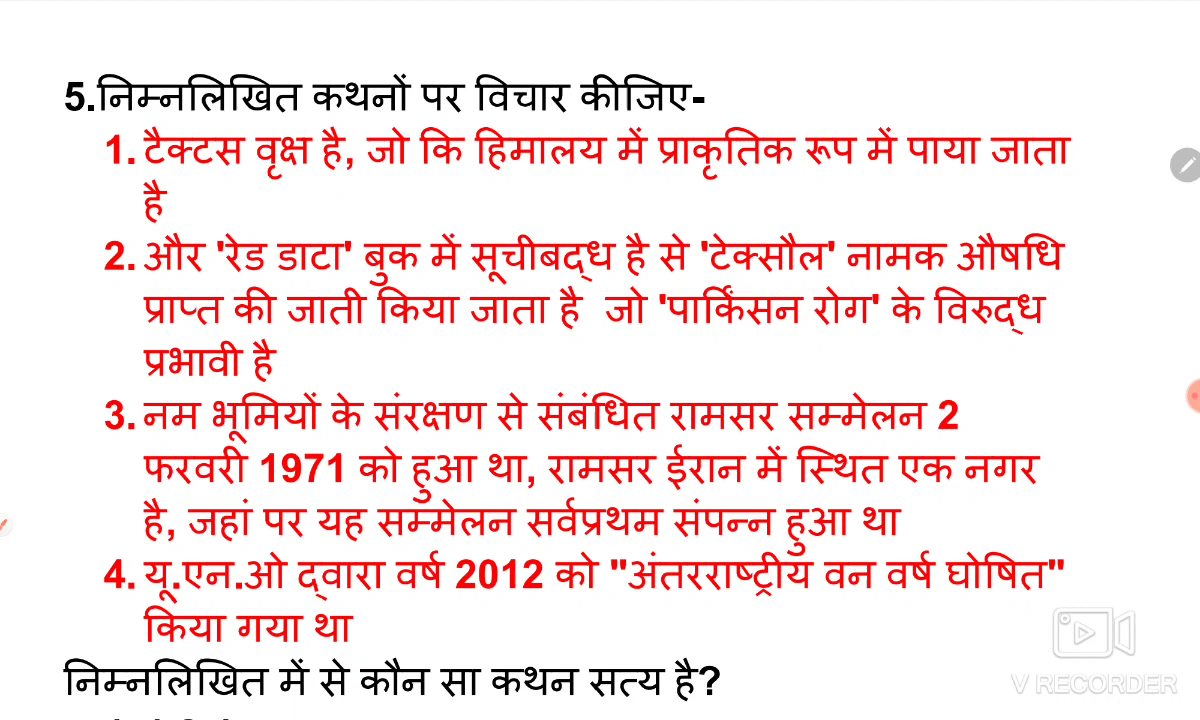 5.निम्नलिखित कथनों पर विचार कीजिए-
1. टैक्टस वृक्ष है, जो कि हिमालय में प्राकृतिक रूप में पाया जाता
है
2. और 'रेड डाटा' बुक में सूचीबद्ध है से 'टेक्सौल' नामक औषधि
प्राप्त की जाती किया जाता है जो 'पार्किंसन रोग' के विरुद्ध
प्रभावी है
3. नम भूमियों के संरक्षण से संबंधित रामसर सम्मेलन 2
फरवरी 1971 को हुआ था, रामसर ईरान में स्थित एक नगर
है, जहां पर यह सम्मेलन सर्वप्रथम संपन्न हुआ था
4. यू.एन.ओ द्वारा वर्ष 2012 को "अंतरराष्ट्रीय वन वर्ष घोषित"
किया गया था
निम्नलिखित में से कौन सा कथन सत्य है?
V RECORDER